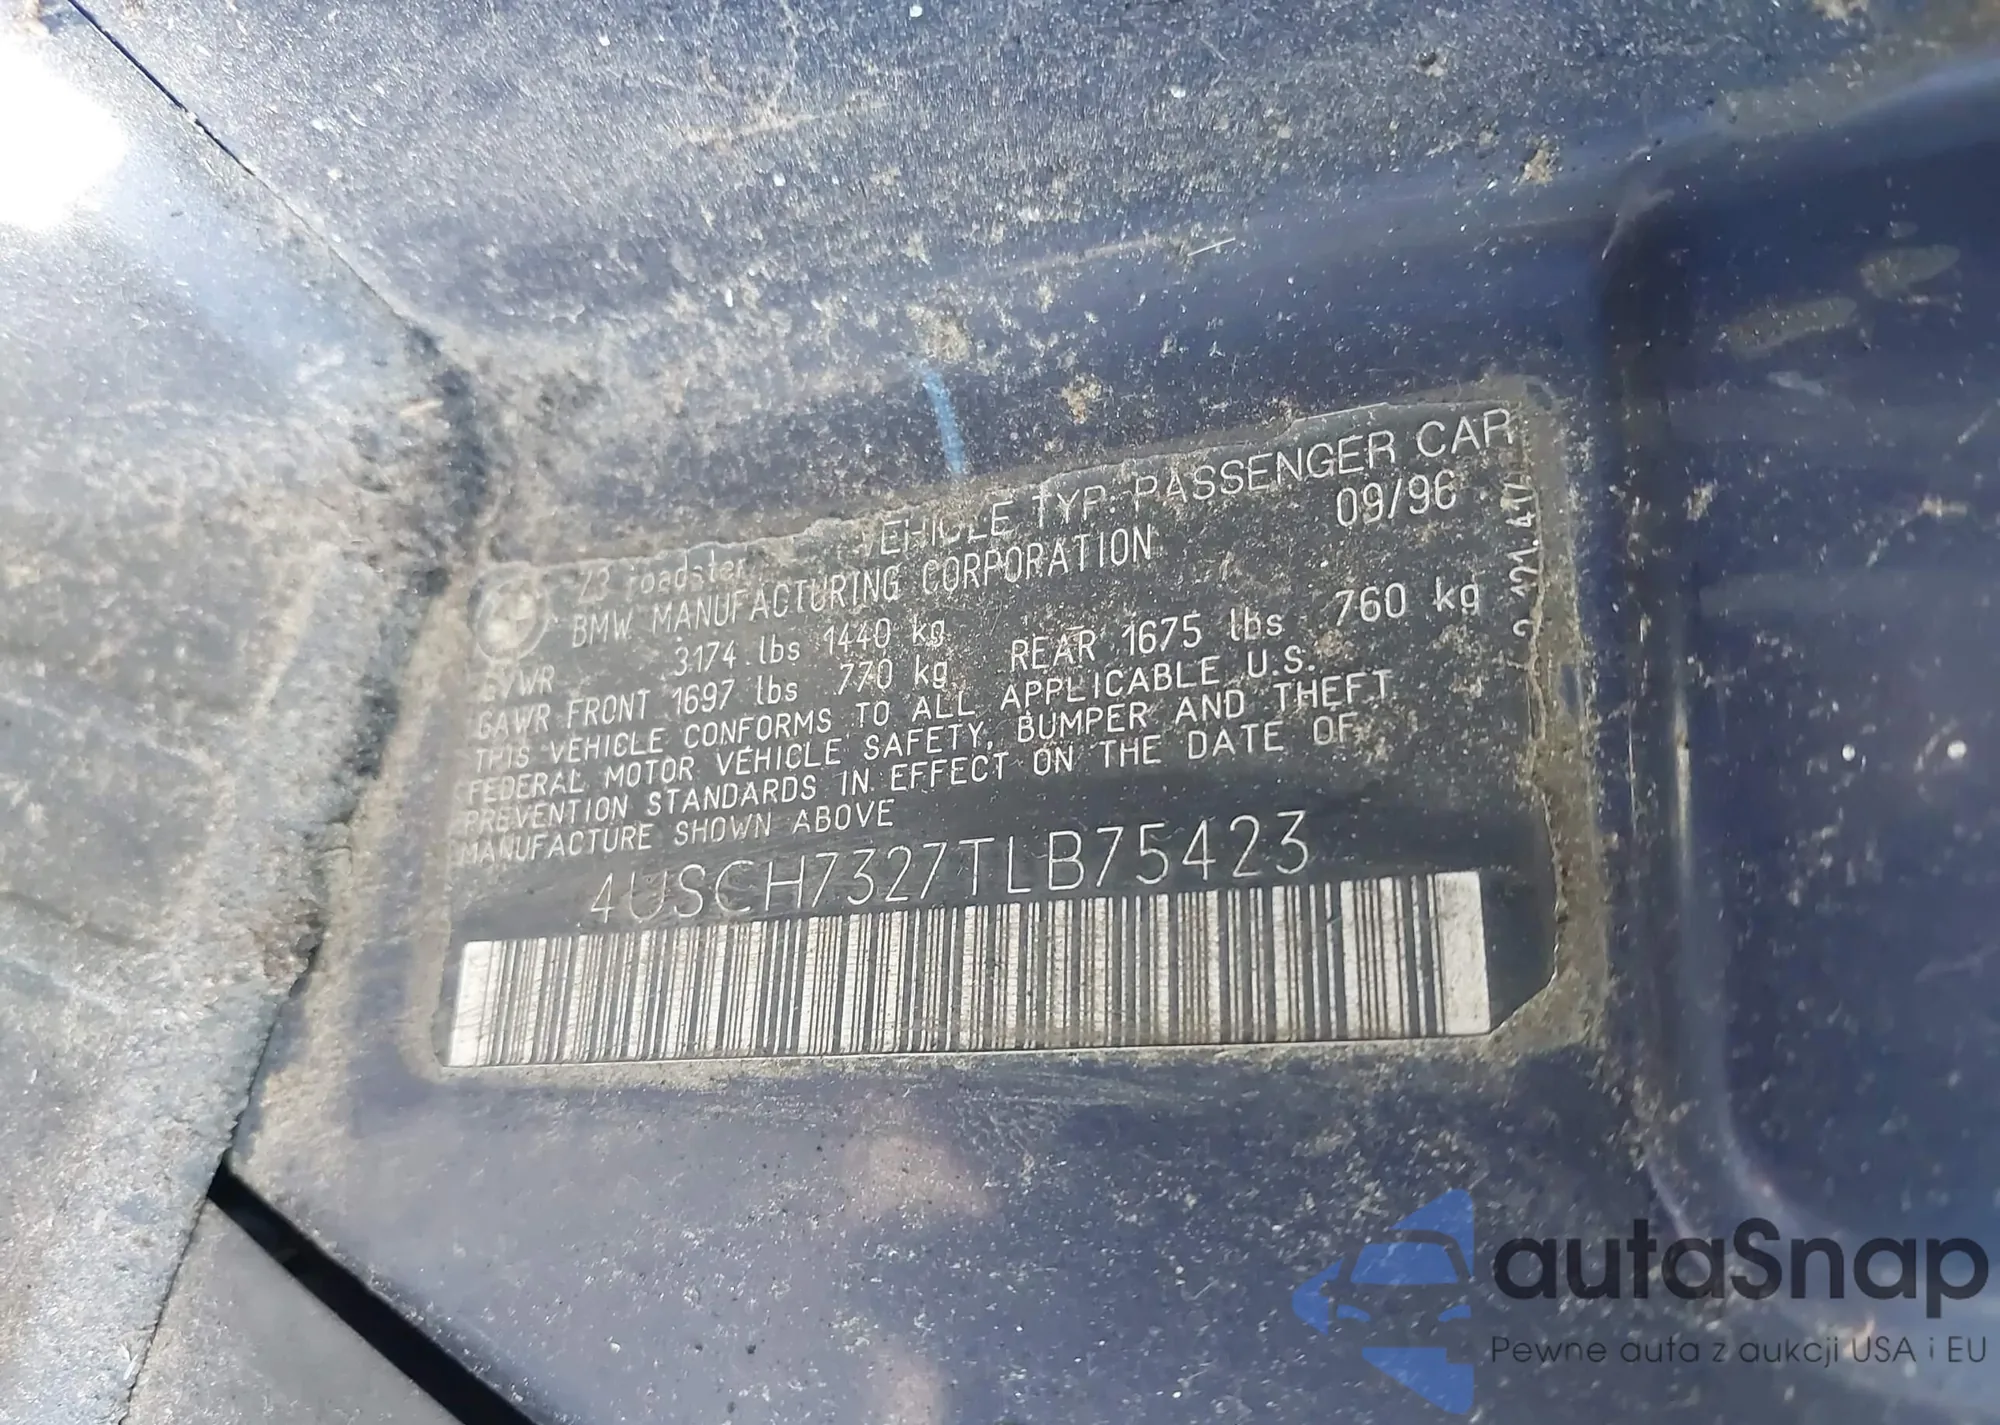 Z3 roadster VEHICLE TYP: PASSENGER CAR
BMW MANUFACTURING CORPORATION 09/96
GVWR 3174 lbs 1440 kg
GAWR FRONT 1697 lbs 770 kg REAR 1675 lbs 760 kg
THIS VEHICLE CONFORMS TO ALL APPLICABLE U.S.
FEDERAL MOTOR VEHICLE SAFETY, BUMPER AND THEFT
PREVENTION STANDARDS IN EFFECT ON THE DATE OF
MANUFACTURE SHOWN ABOVE
4USCH7327TLB75423
autaSnap
Pewne auta z aukcji USA i EU